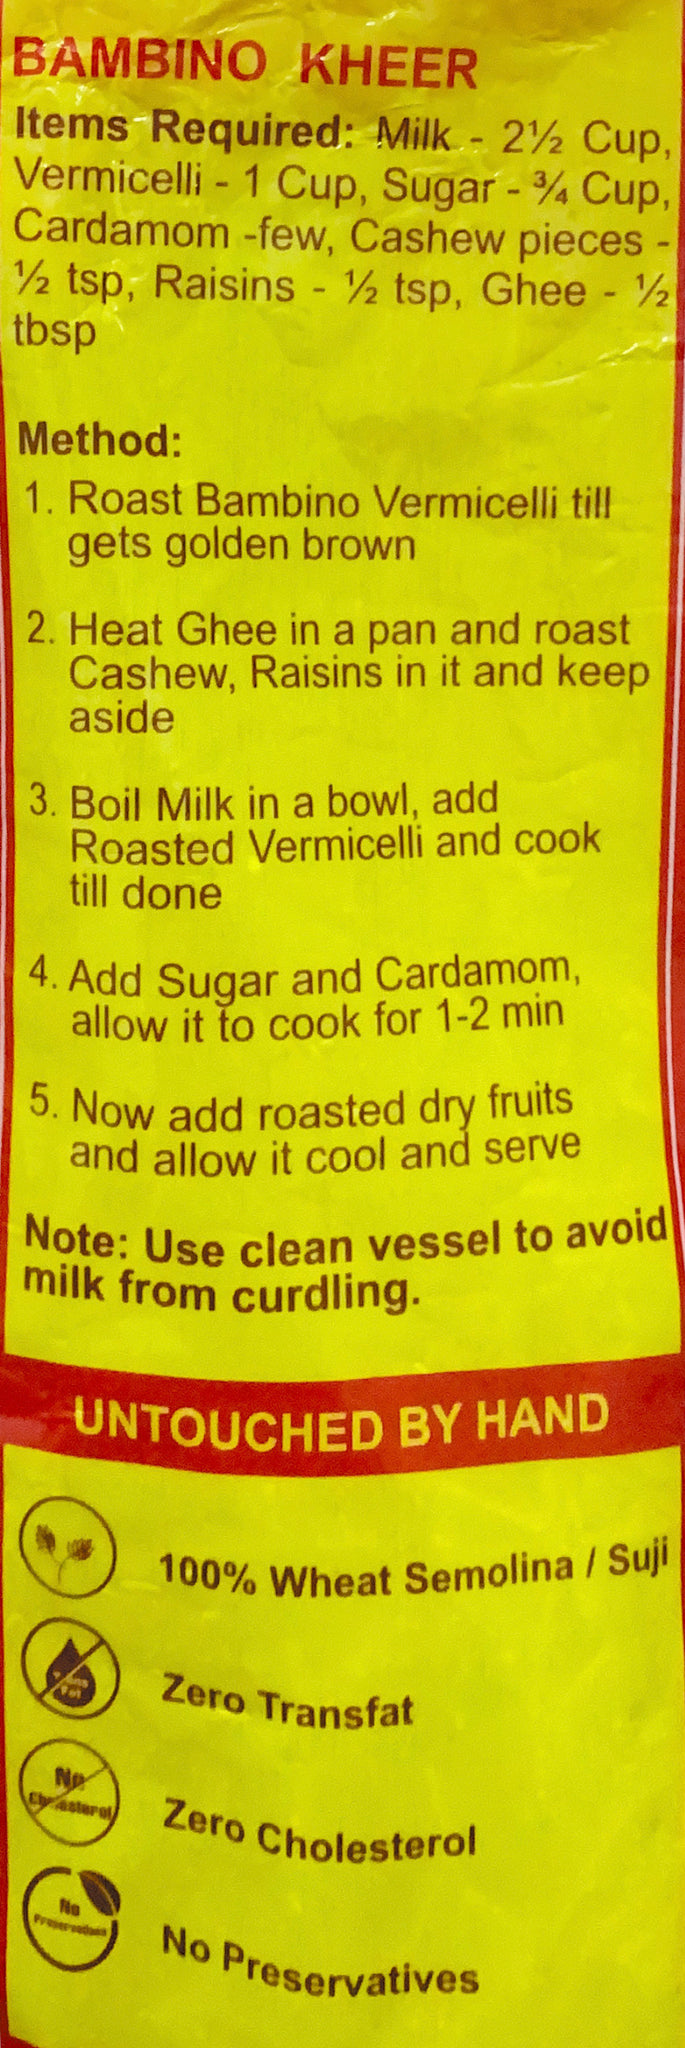 BAMBINO KHEER
Items Required: Milk - 2½ Cup,
Vermicelli - 1 Cup, Sugar - ¾ Cup,
Cardamom -few, Cashew pieces -
½ tsp, Raisins - ½ tsp, Ghee - ½
tbsp
Method:
1. Roast Bambino Vermicelli till
gets golden brown
2. Heat Ghee in a pan and roast
Cashew, Raisins in it and keep
aside
3. Boil Milk in a bowl, add
Roasted Vermicelli and cook
till done
4. Add Sugar and Cardamom,
allow it to cook for 1-2 min
5. Now add roasted dry fruits
and allow it cool and serve
Note: Use clean vessel to avoid
milk from curdling.
UNTOUCHED BY HAND
100% Wheat Semolina / Suji
Trans
Fat
Zero Transfat
No
Cholesterol
Zero Cholesterol
No
Preservatives
No Preservatives